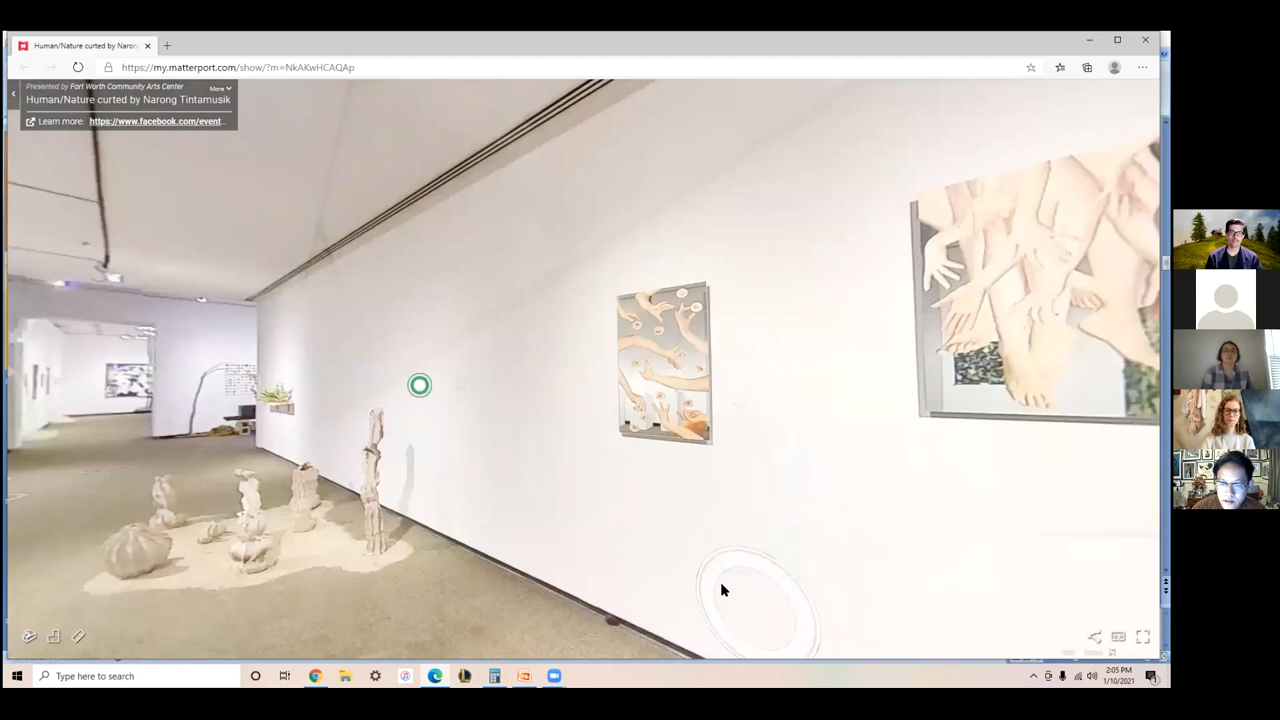 Human/Nature curted by Naron
https://my.matterport.com/show/?m=NkAKwHCAQAp
Presented by Fort Worth Community Arts Center
More
Human/Nature curted by Narong Tintamusik
Learn more: https://www.facebook.com/event...
Type here to search
2:05 PM
1/10/2021